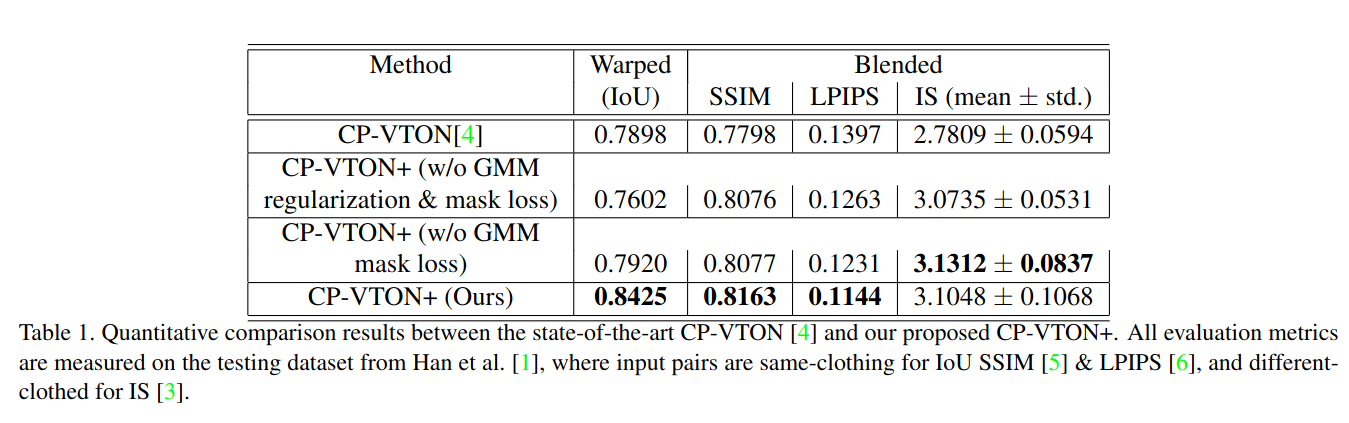 Method Warped Blended
(IoU) SSIM LPIPS IS (mean ± std.)
CP-VTON[4] 0.7898 0.7798 0.1397 2.7809 ± 0.0594
CP-VTON+ (w/o GMM
regularization & mask loss) 0.7602 0.8076 0.1263 3.0735 ± 0.0531
CP-VTON+ (w/o GMM
mask loss) 0.7920 0.8077 0.1231 3.1312 ± 0.0837
CP-VTON+ (Ours) 0.8425 0.8163 0.1144 3.1048 ± 0.1068
Table 1. Quantitative comparison results between the state-of-the-art CP-VTON [4] and our proposed CP-VTON+. All evaluation metrics
are measured on the testing dataset from Han et al. [1], where input pairs are same-clothing for IoU SSIM [5] & LPIPS [6], and different-
clothed for IS [3].